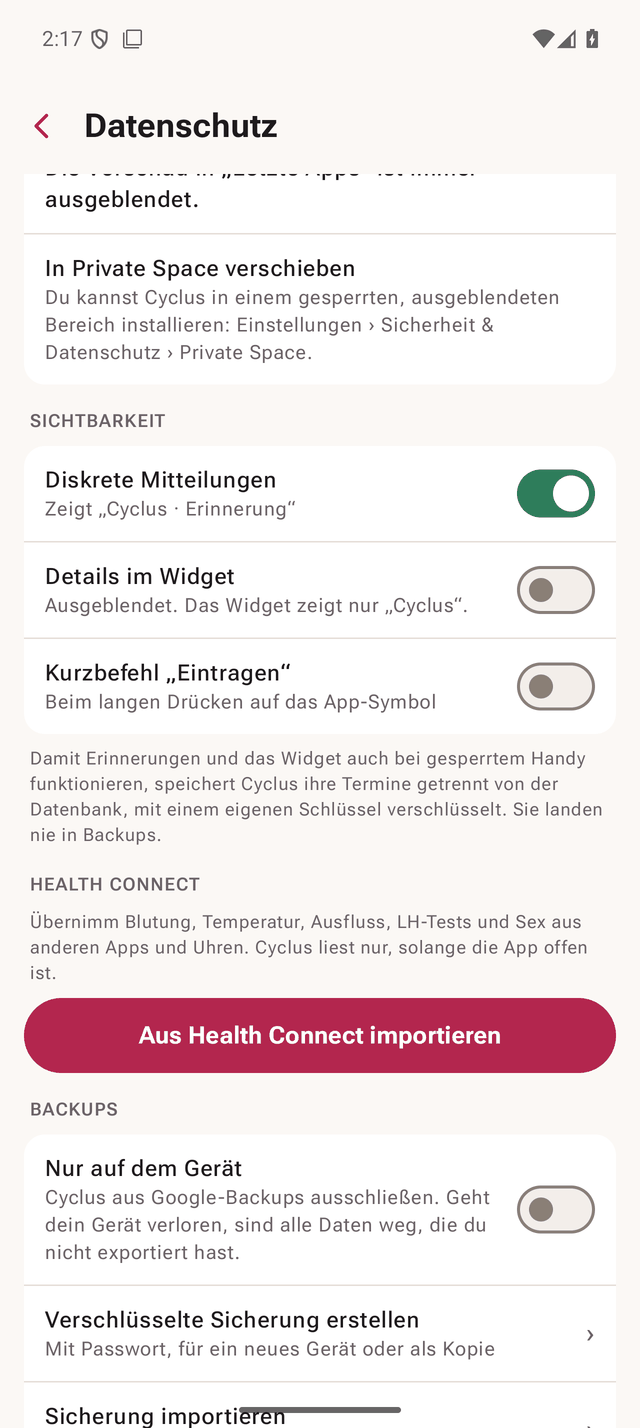 2:17
Datenschutz
Die Vorschau in „Letzte Apps“ ist immer
ausgeblendet.
In Private Space verschieben
Du kannst Cyclus in einem gesperrten, ausgeblendeten
Bereich installieren: Einstellungen › Sicherheit &
Datenschutz › Private Space.
SICHTBARKEIT
Diskrete Mitteilungen
Zeigt „Cyclus · Erinnerung“
Details im Widget
Ausgeblendet. Das Widget zeigt nur „Cyclus“.
Kurzbefehl „Eintragen“
Beim langen Drücken auf das App-Symbol
Damit Erinnerungen und das Widget auch bei gesperrtem Handy
funktionieren, speichert Cyclus ihre Termine getrennt von der
Datenbank, mit einem eigenen Schlüssel verschlüsselt. Sie landen
nie in Backups.
HEALTH CONNECT
Übernimm Blutung, Temperatur, Ausfluss, LH-Tests und Sex aus
anderen Apps und Uhren. Cyclus liest nur, solange die App offen
ist.
Aus Health Connect importieren
BACKUPS
Nur auf dem Gerät
Cyclus aus Google-Backups ausschließen. Geht
dein Gerät verloren, sind alle Daten weg, die du
nicht exportiert hast.
Verschlüsselte Sicherung erstellen
Mit Passwort, für ein neues Gerät oder als Kopie
Sicherung importieren